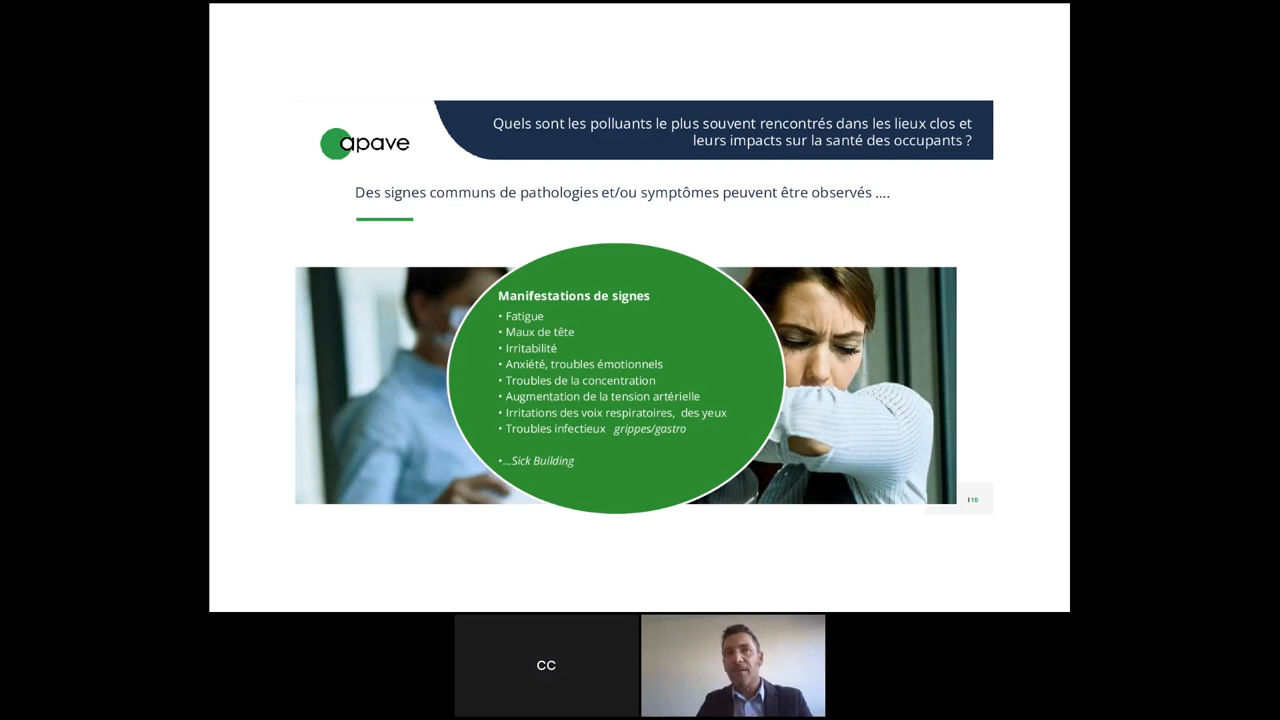 apave
Quels sont les polluants le plus souvent rencontrés dans les lieux clos et
leurs impacts sur la santé des occupants ?
Des signes communs de pathologies et/ou symptômes peuvent être observés ....
Manifestations de signes
• Fatigue
• Maux de tête
• Irritabilité
• Anxiété, troubles émotionnels
• Troubles de la concentration
• Augmentation de la tension artérielle
• Irritations des voix respiratoires, des yeux
• Troubles infectieux grippes/gastro
•...Sick Building
I 10
CC